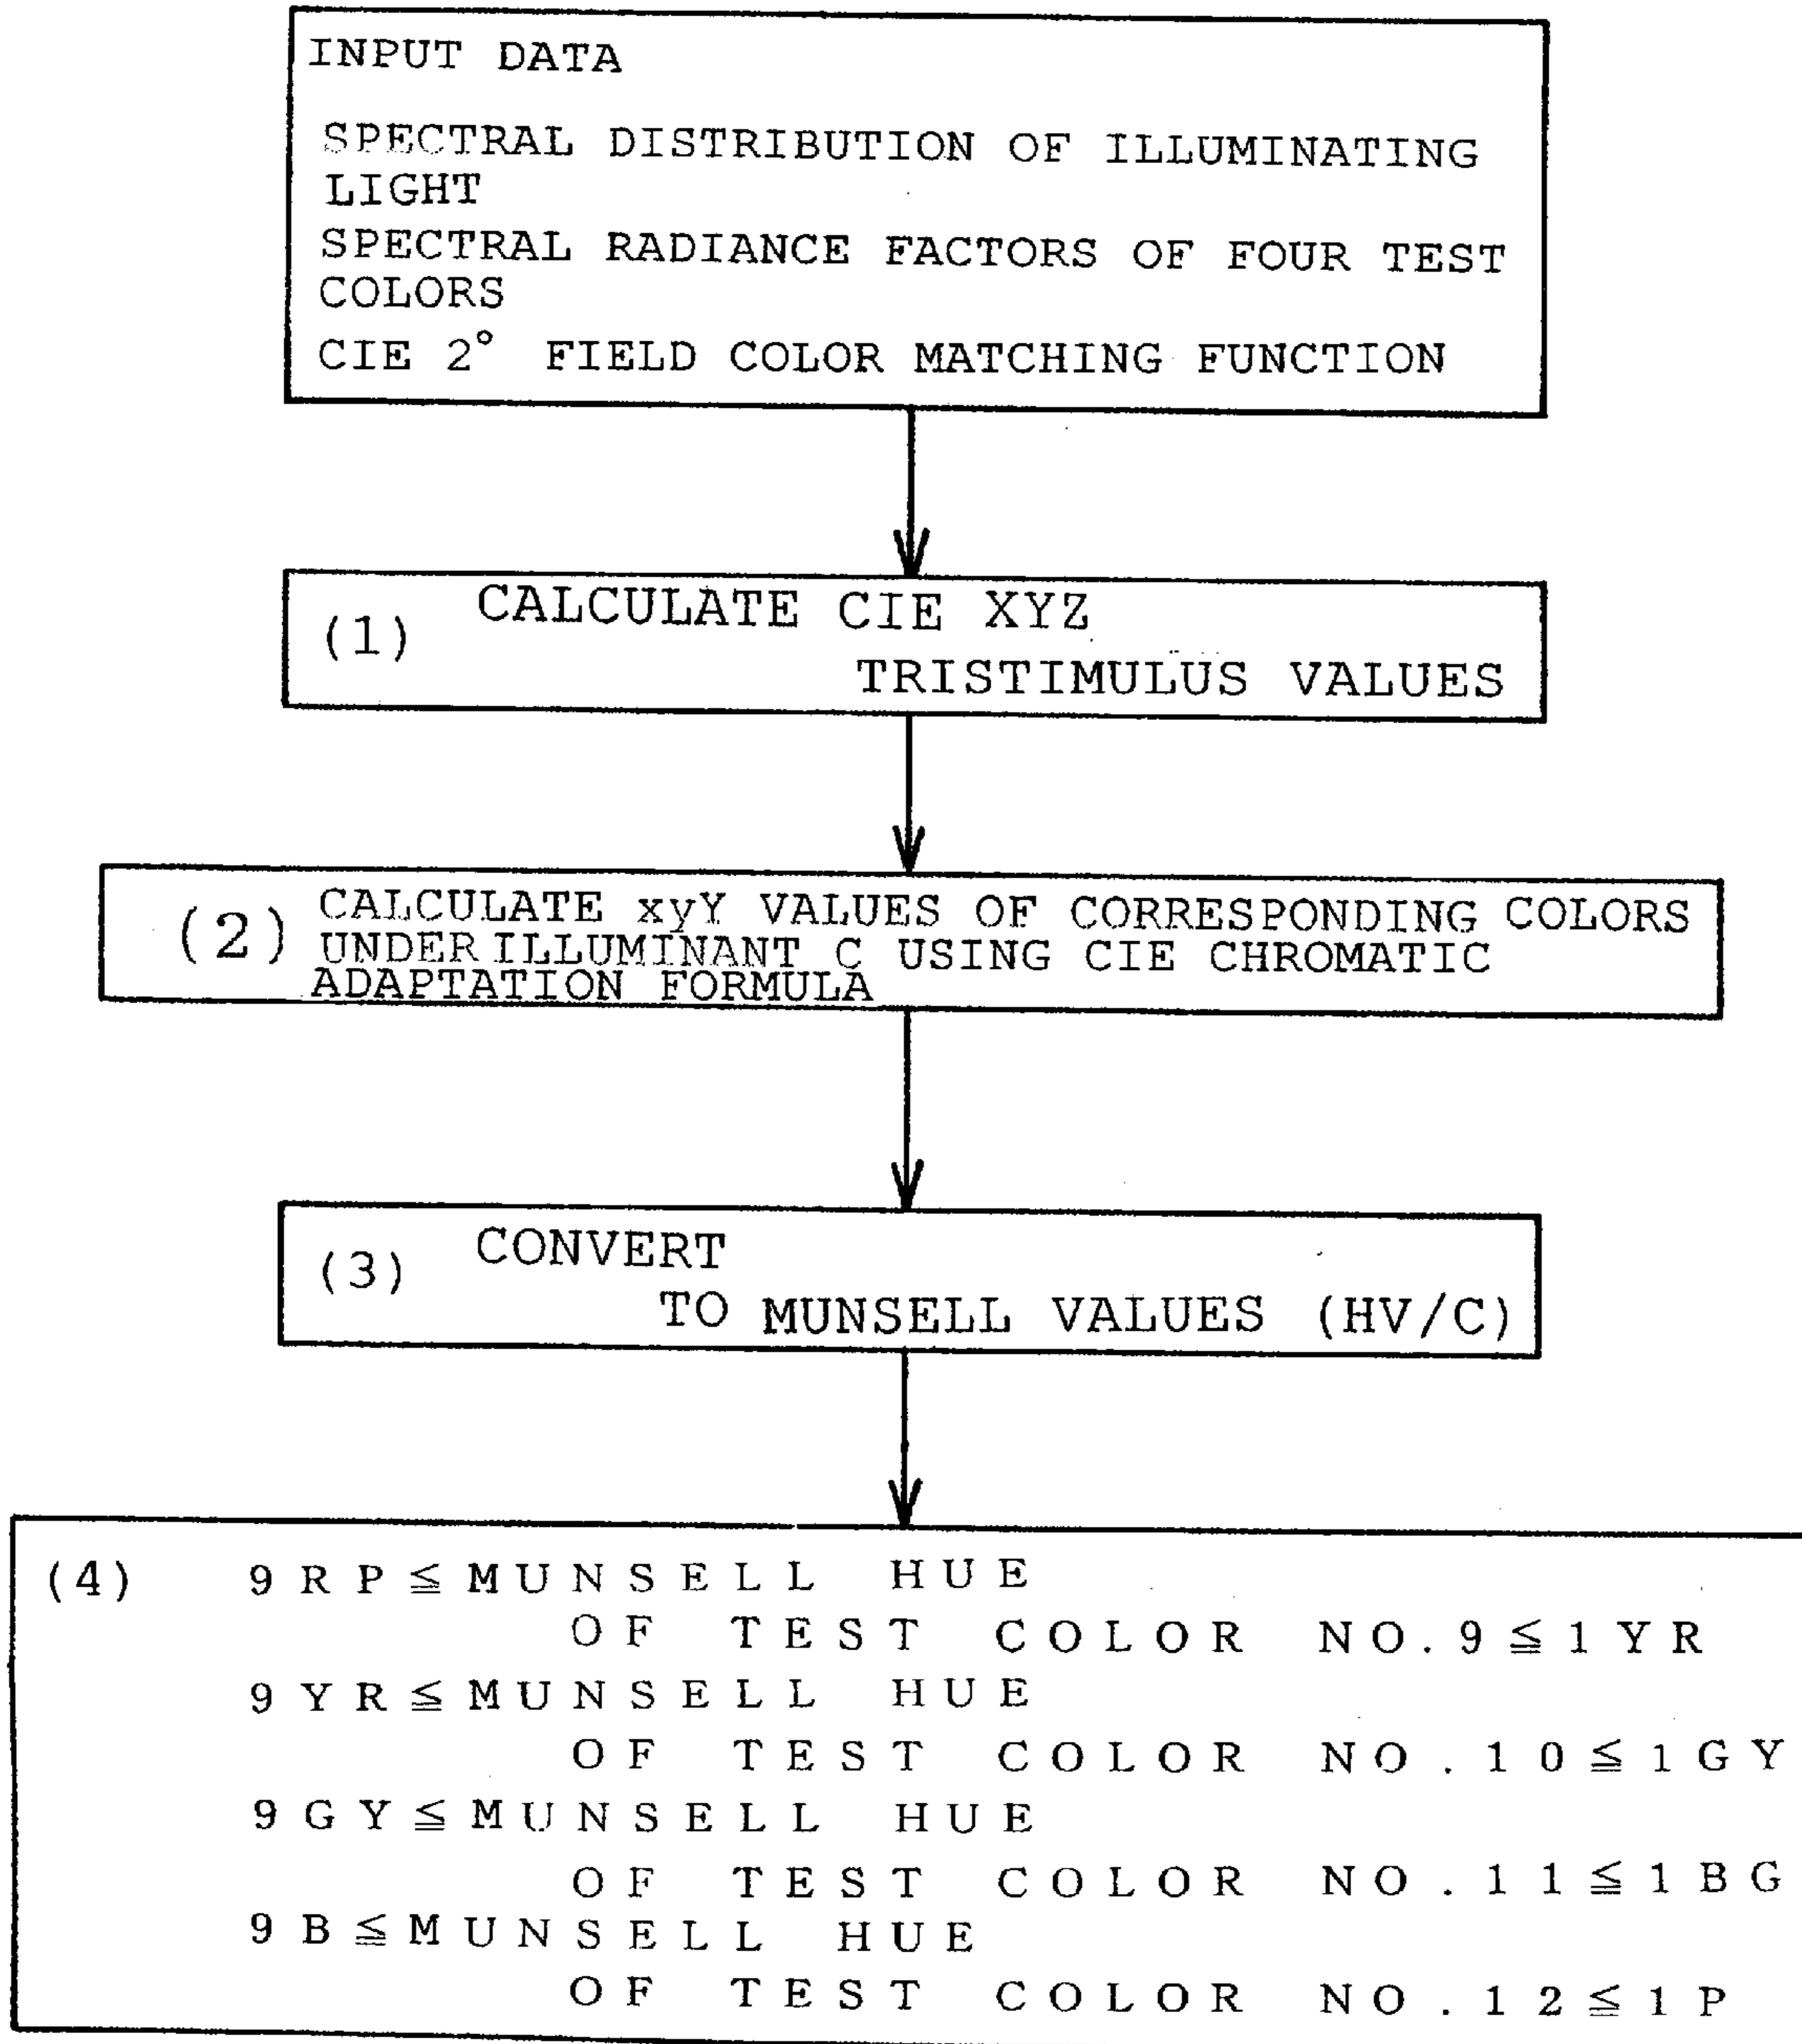 INPUT DATA
SPECTRAL DISTRIBUTION OF ILLUMINATING
LIGHT
SPECTRAL RADIANCE FACTORS OF FOUR TEST
COLORS
CIE 2° FIELD COLOR MATCHING FUNCTION
(1) CALCULATE CIE XYZ
TRISTIMULUS VALUES
(2) CALCULATE xyY VALUES OF CORRESPONDING COLORS
UNDER ILLUMINANT C USING CIE CHROMATIC
ADAPTATION FORMULA
(3) CONVERT
TO MUNSELL VALUES (HV/C)
(4) 9RP≦MUNSELL HUE
OF TEST COLOR NO.9≦1YR
9YR≦MUNSELL HUE
OF TEST COLOR NO.10≦1GY
9GY≦MUNSELL HUE
OF TEST COLOR NO.11≦1BG
9B≦MUNSELL HUE
OF TEST COLOR NO.12≦1P